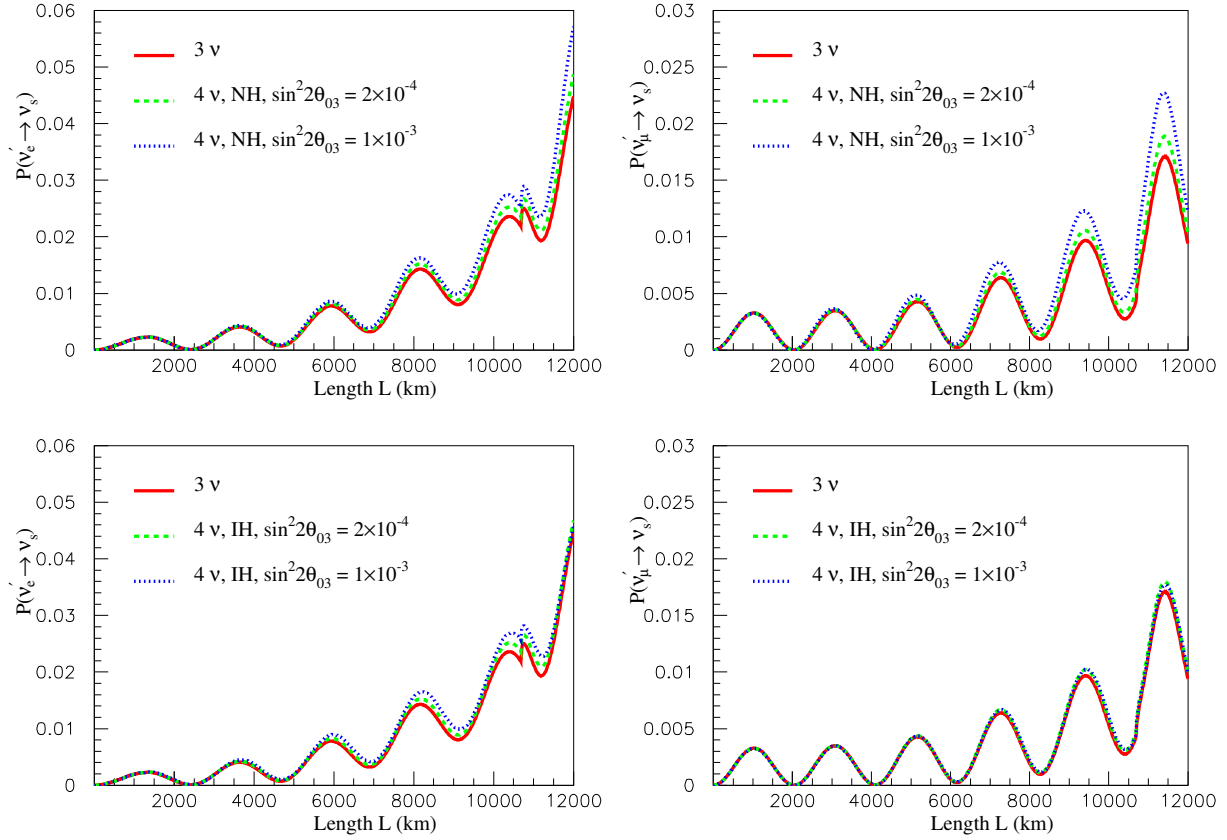 0.06
0.05
0.04
0.03
0.02
0.01
0
P(ν′e → νs)
3 ν
4 ν, NH, sin²2θ03 = 2×10⁻⁴
4 ν, NH, sin²2θ03 = 1×10⁻³
2000 4000 6000 8000 10000 12000
Length L (km)
0.03
0.025
0.02
0.015
0.01
0.005
0
P(ν′μ → νs)
3 ν
4 ν, NH, sin²2θ03 = 2×10⁻⁴
4 ν, NH, sin²2θ03 = 1×10⁻³
2000 4000 6000 8000 10000 12000
Length L (km)
0.06
0.05
0.04
0.03
0.02
0.01
0
P(ν′e → νs)
3 ν
4 ν, IH, sin²2θ03 = 2×10⁻⁴
4 ν, IH, sin²2θ03 = 1×10⁻³
2000 4000 6000 8000 10000 12000
Length L (km)
0.03
0.025
0.02
0.015
0.01
0.005
0
P(ν′μ → νs)
3 ν
4 ν, IH, sin²2θ03 = 2×10⁻⁴
4 ν, IH, sin²2θ03 = 1×10⁻³
2000 4000 6000 8000 10000 12000
Length L (km)